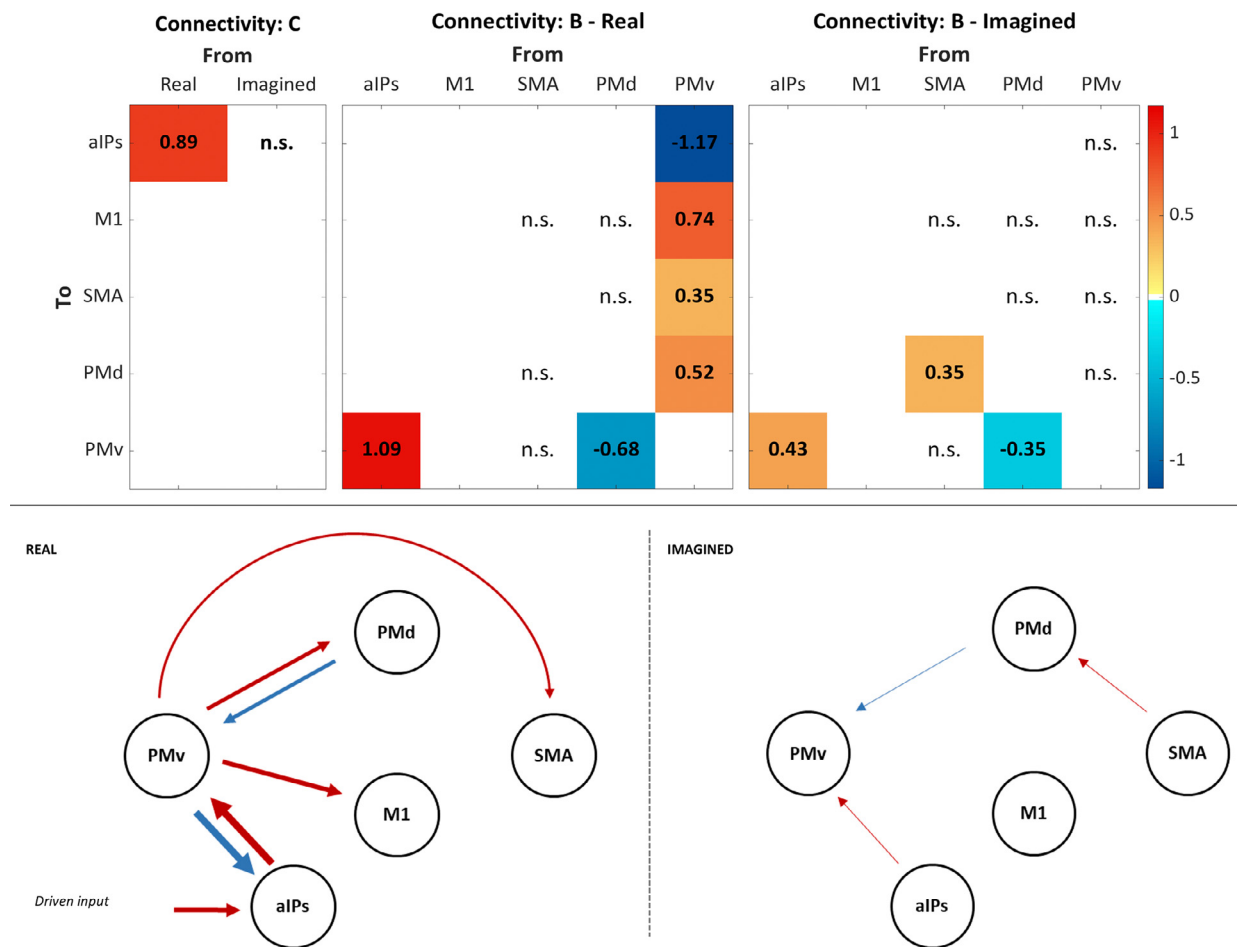 Connectivity: C Connectivity: B - Real Connectivity: B - Imagined
From From From
Real Imagined aIPs M1 SMA PMd PMv aIPs M1 SMA PMd PMv
aIPs 0.89 n.s. -1.17 n.s. 1
M1 n.s. n.s. 0.74 n.s. n.s. n.s. 0.5
To SMA n.s. 0.35 n.s. n.s. 0
PMd n.s. 0.52 0.35 n.s. -0.5
PMv 1.09 n.s. -0.68 0.43 n.s. -0.35 -1
REAL IMAGINED
PMd PMd
PMv SMA PMv SMA
M1 M1
Driven input aIPs aIPs